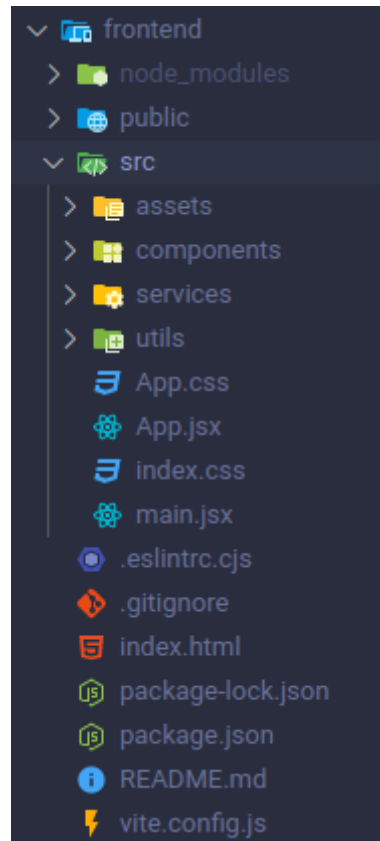 frontend
node_modules
public
src
assets
components
services
utils
App.css
App.jsx
index.css
main.jsx
.eslintrc.cjs
.gitignore
index.html
package-lock.json
package.json
README.md
vite.config.js